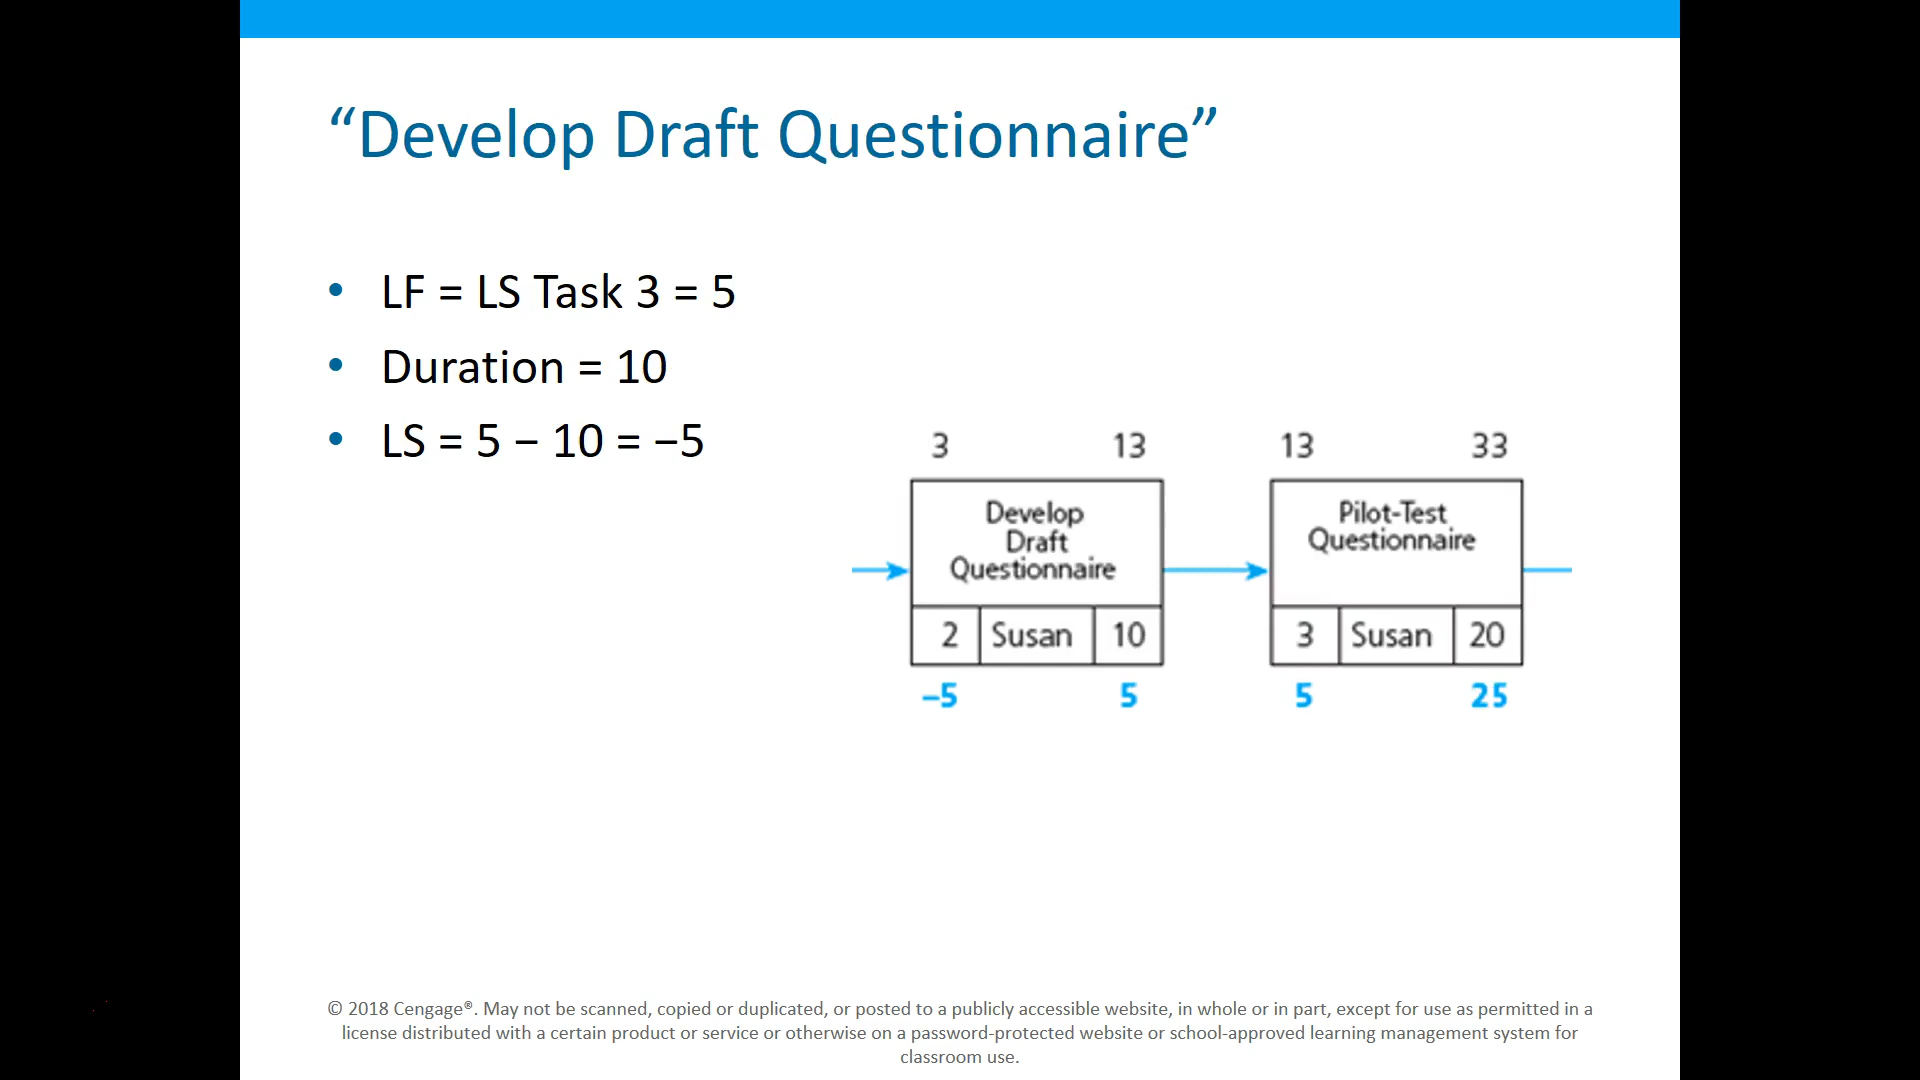 “Develop Draft Questionnaire”
• LF = LS Task 3 = 5
• Duration = 10
• LS = 5 – 10 = –5
3 13 13 33
Develop
Draft
Questionnaire
2 Susan 10
–5 5
Pilot-Test
Questionnaire
3 Susan 20
5 25
© 2018 Cengage®. May not be scanned, copied or duplicated, or posted to a publicly accessible website, in whole or in part, except for use as permitted in a
license distributed with a certain product or service or otherwise on a password-protected website or school-approved learning management system for
classroom use.